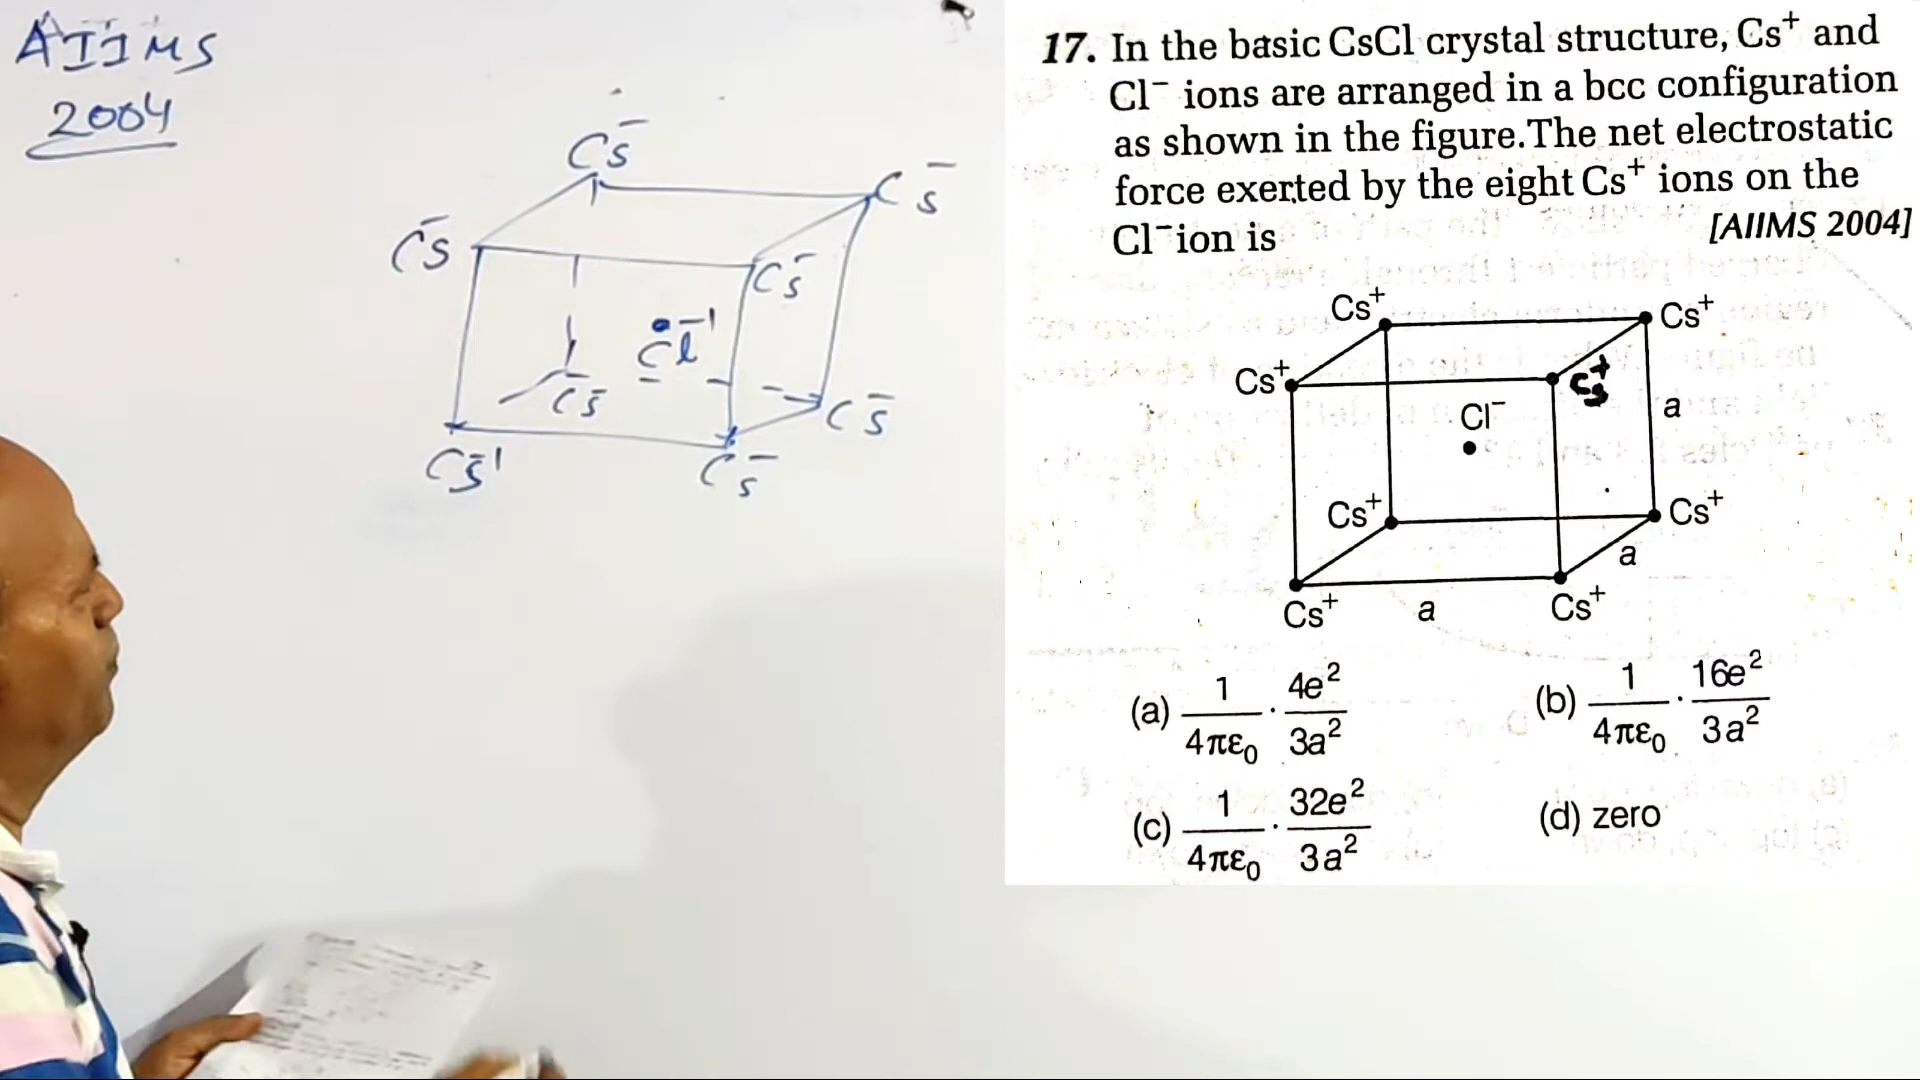 AIIMS
2004
Cs⁻
Cs⁻
Cs⁻
Cs⁻
Cl⁻¹
Cs⁻
Cs⁻
Cs⁻¹
Cs⁻
17. In the basic CsCl crystal structure, Cs⁺ and
Cl⁻ ions are arranged in a bcc configuration
as shown in the figure. The net electrostatic
force exerted by the eight Cs⁺ ions on the
Cl⁻ ion is [AIIMS 2004]
Cs⁺ Cs⁺
Cs⁺ Cs⁺
Cl⁻ a
Cs⁺ Cs⁺
a
Cs⁺ a Cs⁺
(a) 1/4πε₀ · 4e²/3a² (b) 1/4πε₀ · 16e²/3a²
(c) 1/4πε₀ · 32e²/3a² (d) zero